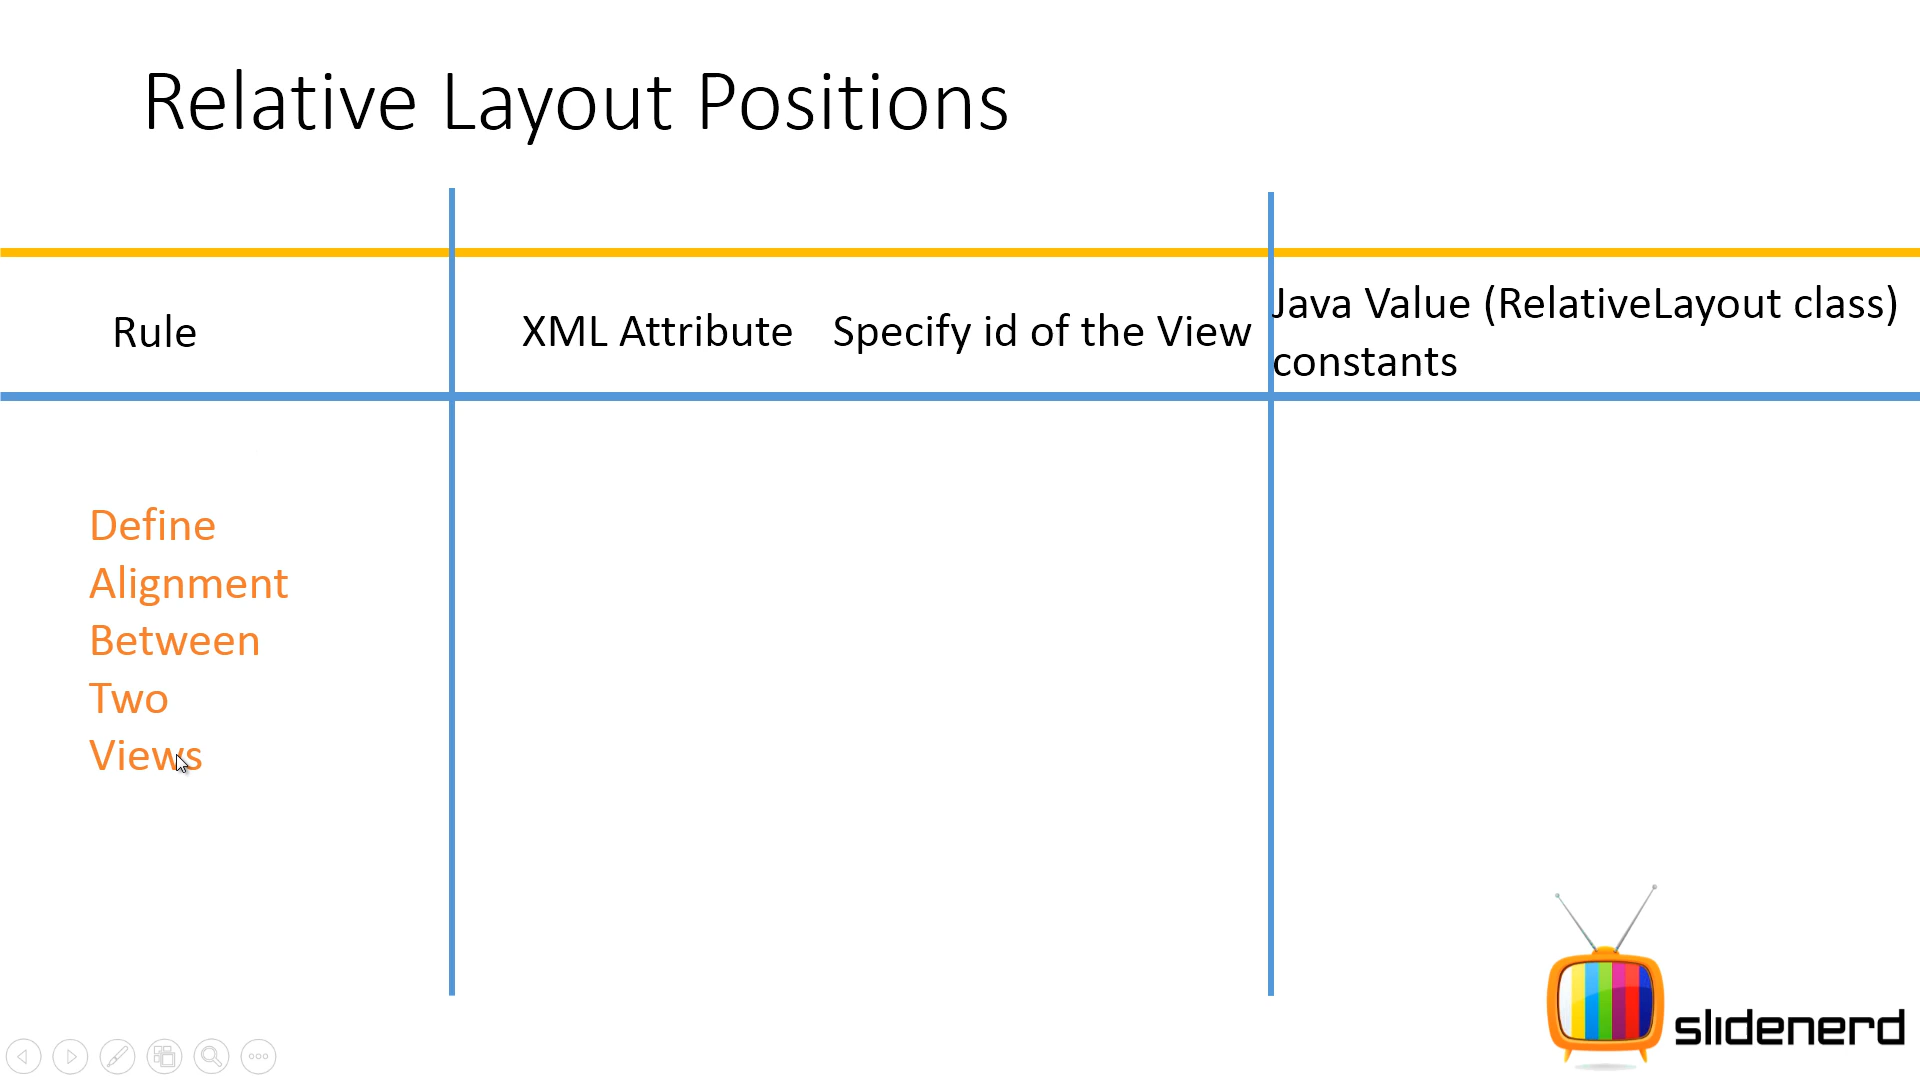 Relative Layout Positions
Rule
XML Attribute
Specify id of the View
Java Value (RelativeLayout class)
constants
Define
Alignment
Between
Two
Views
slidenerd